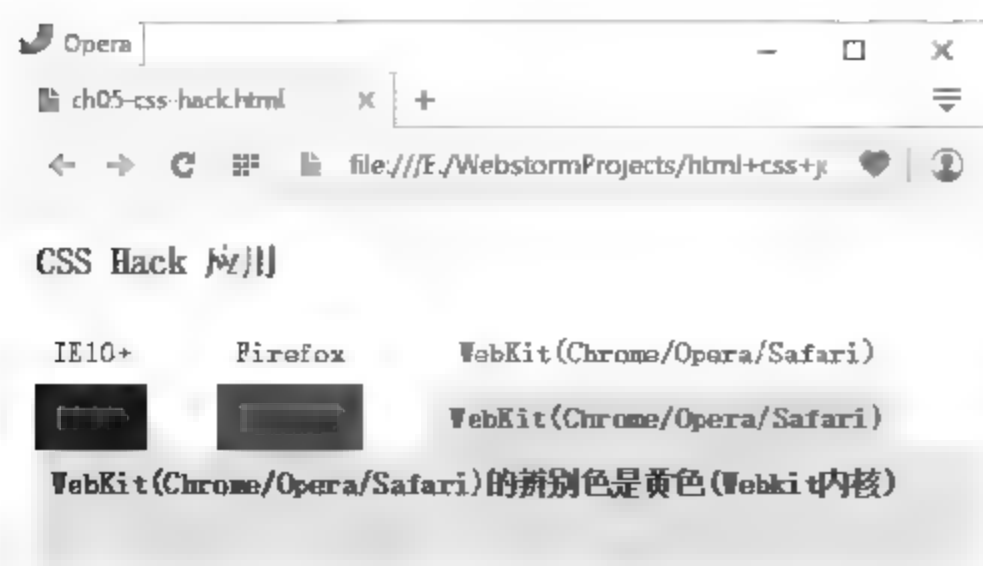 Opera
ch05-css-hack.html
file:///E:/WebstormProjects/html+css+j
CSS Hack 应用
IE10+ Firefox WebKit(Chrome/Opera/Safari)
WebKit(Chrome/Opera/Safari)
WebKit(Chrome/Opera/Safari)的辨别色是黄色(Webkit内核)